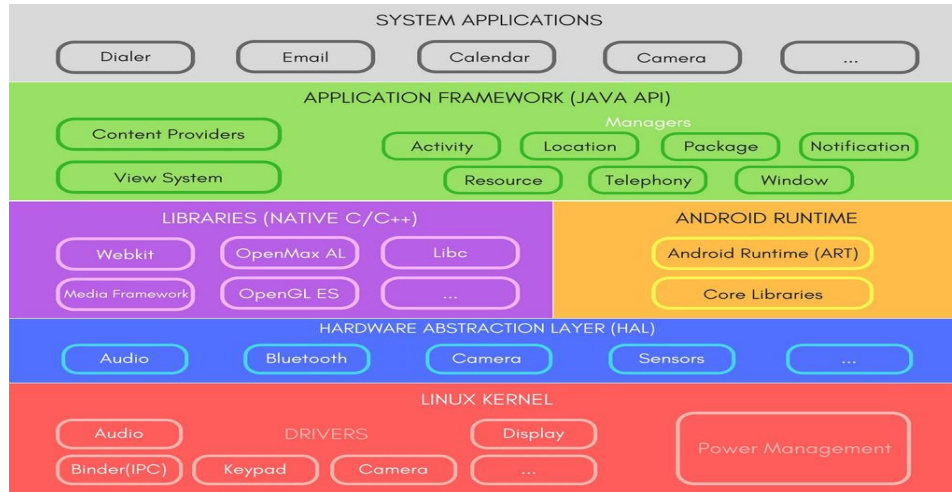 SYSTEM APPLICATIONS
Dialer Email Calendar Camera ...
APPLICATION FRAMEWORK (JAVA API)
Managers
Content Providers
Activity Location Package Notification
View System
Resource Telephony Window
LIBRARIES (NATIVE C/C++)
Webkit OpenMax AL Libc
Media Framework OpenGL ES ...
ANDROID RUNTIME
Android Runtime (ART)
Core Libraries
HARDWARE ABSTRACTION LAYER (HAL)
Audio Bluetooth Camera Sensors ...
LINUX KERNEL
Audio DRIVERS Display
Binder(IPC) Keypad Camera ...
Power Management